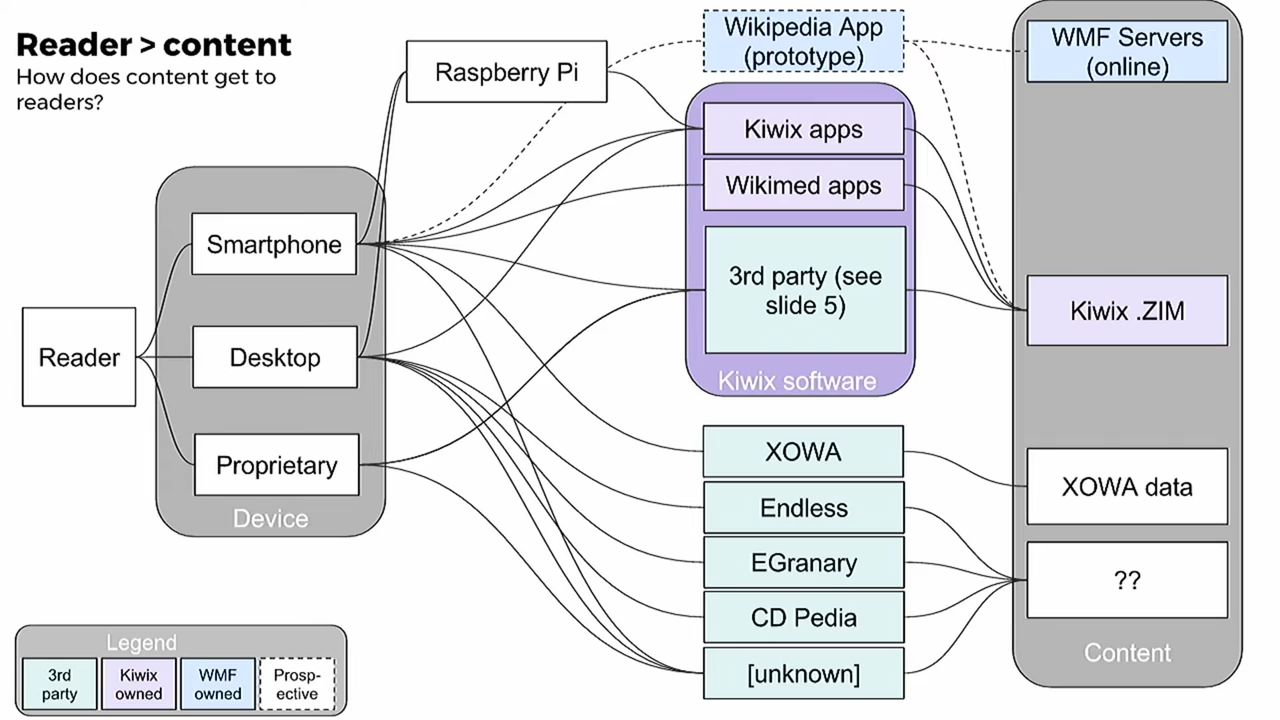 Reader > content
How does content get to
readers?
Raspberry Pi
Wikipedia App
(prototype)
WMF Servers
(online)
Kiwix apps
Wikimed apps
Smartphone
3rd party (see
slide 5)
Kiwix .ZIM
Reader
Desktop
Kiwix software
Proprietary
XOWA
XOWA data
Device
Endless
EGranary
??
CD Pedia
Content
[unknown]
Legend
3rd
party
Kiwix
owned
WMF
owned
Prosp-
ective